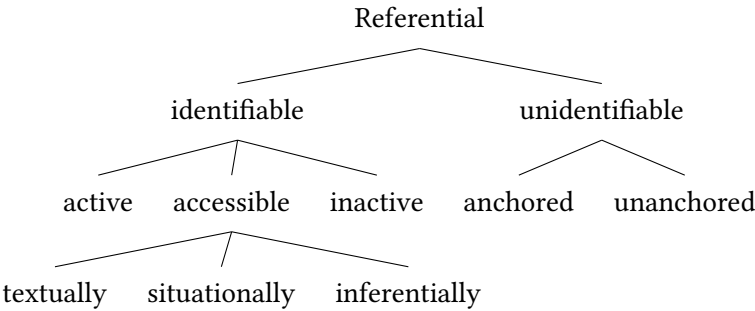 Referential
identifiable unidentifiable
active accessible inactive anchored unanchored
textually situationally inferentially